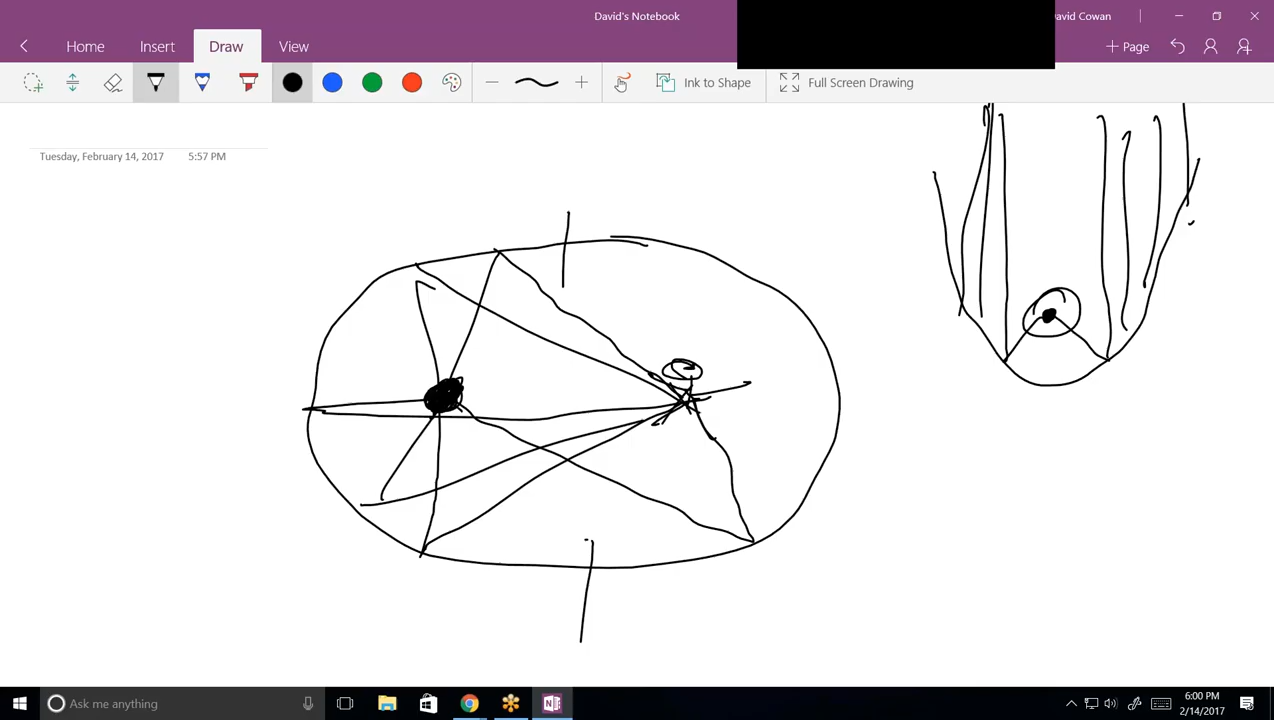 David's Notebook
avid Cowan
Home
Insert
Draw
View
Page
Ink to Shape
Full Screen Drawing
Tuesday, February 14, 2017
5:57 PM
Ask me anything
6:00 PM
2/14/2017